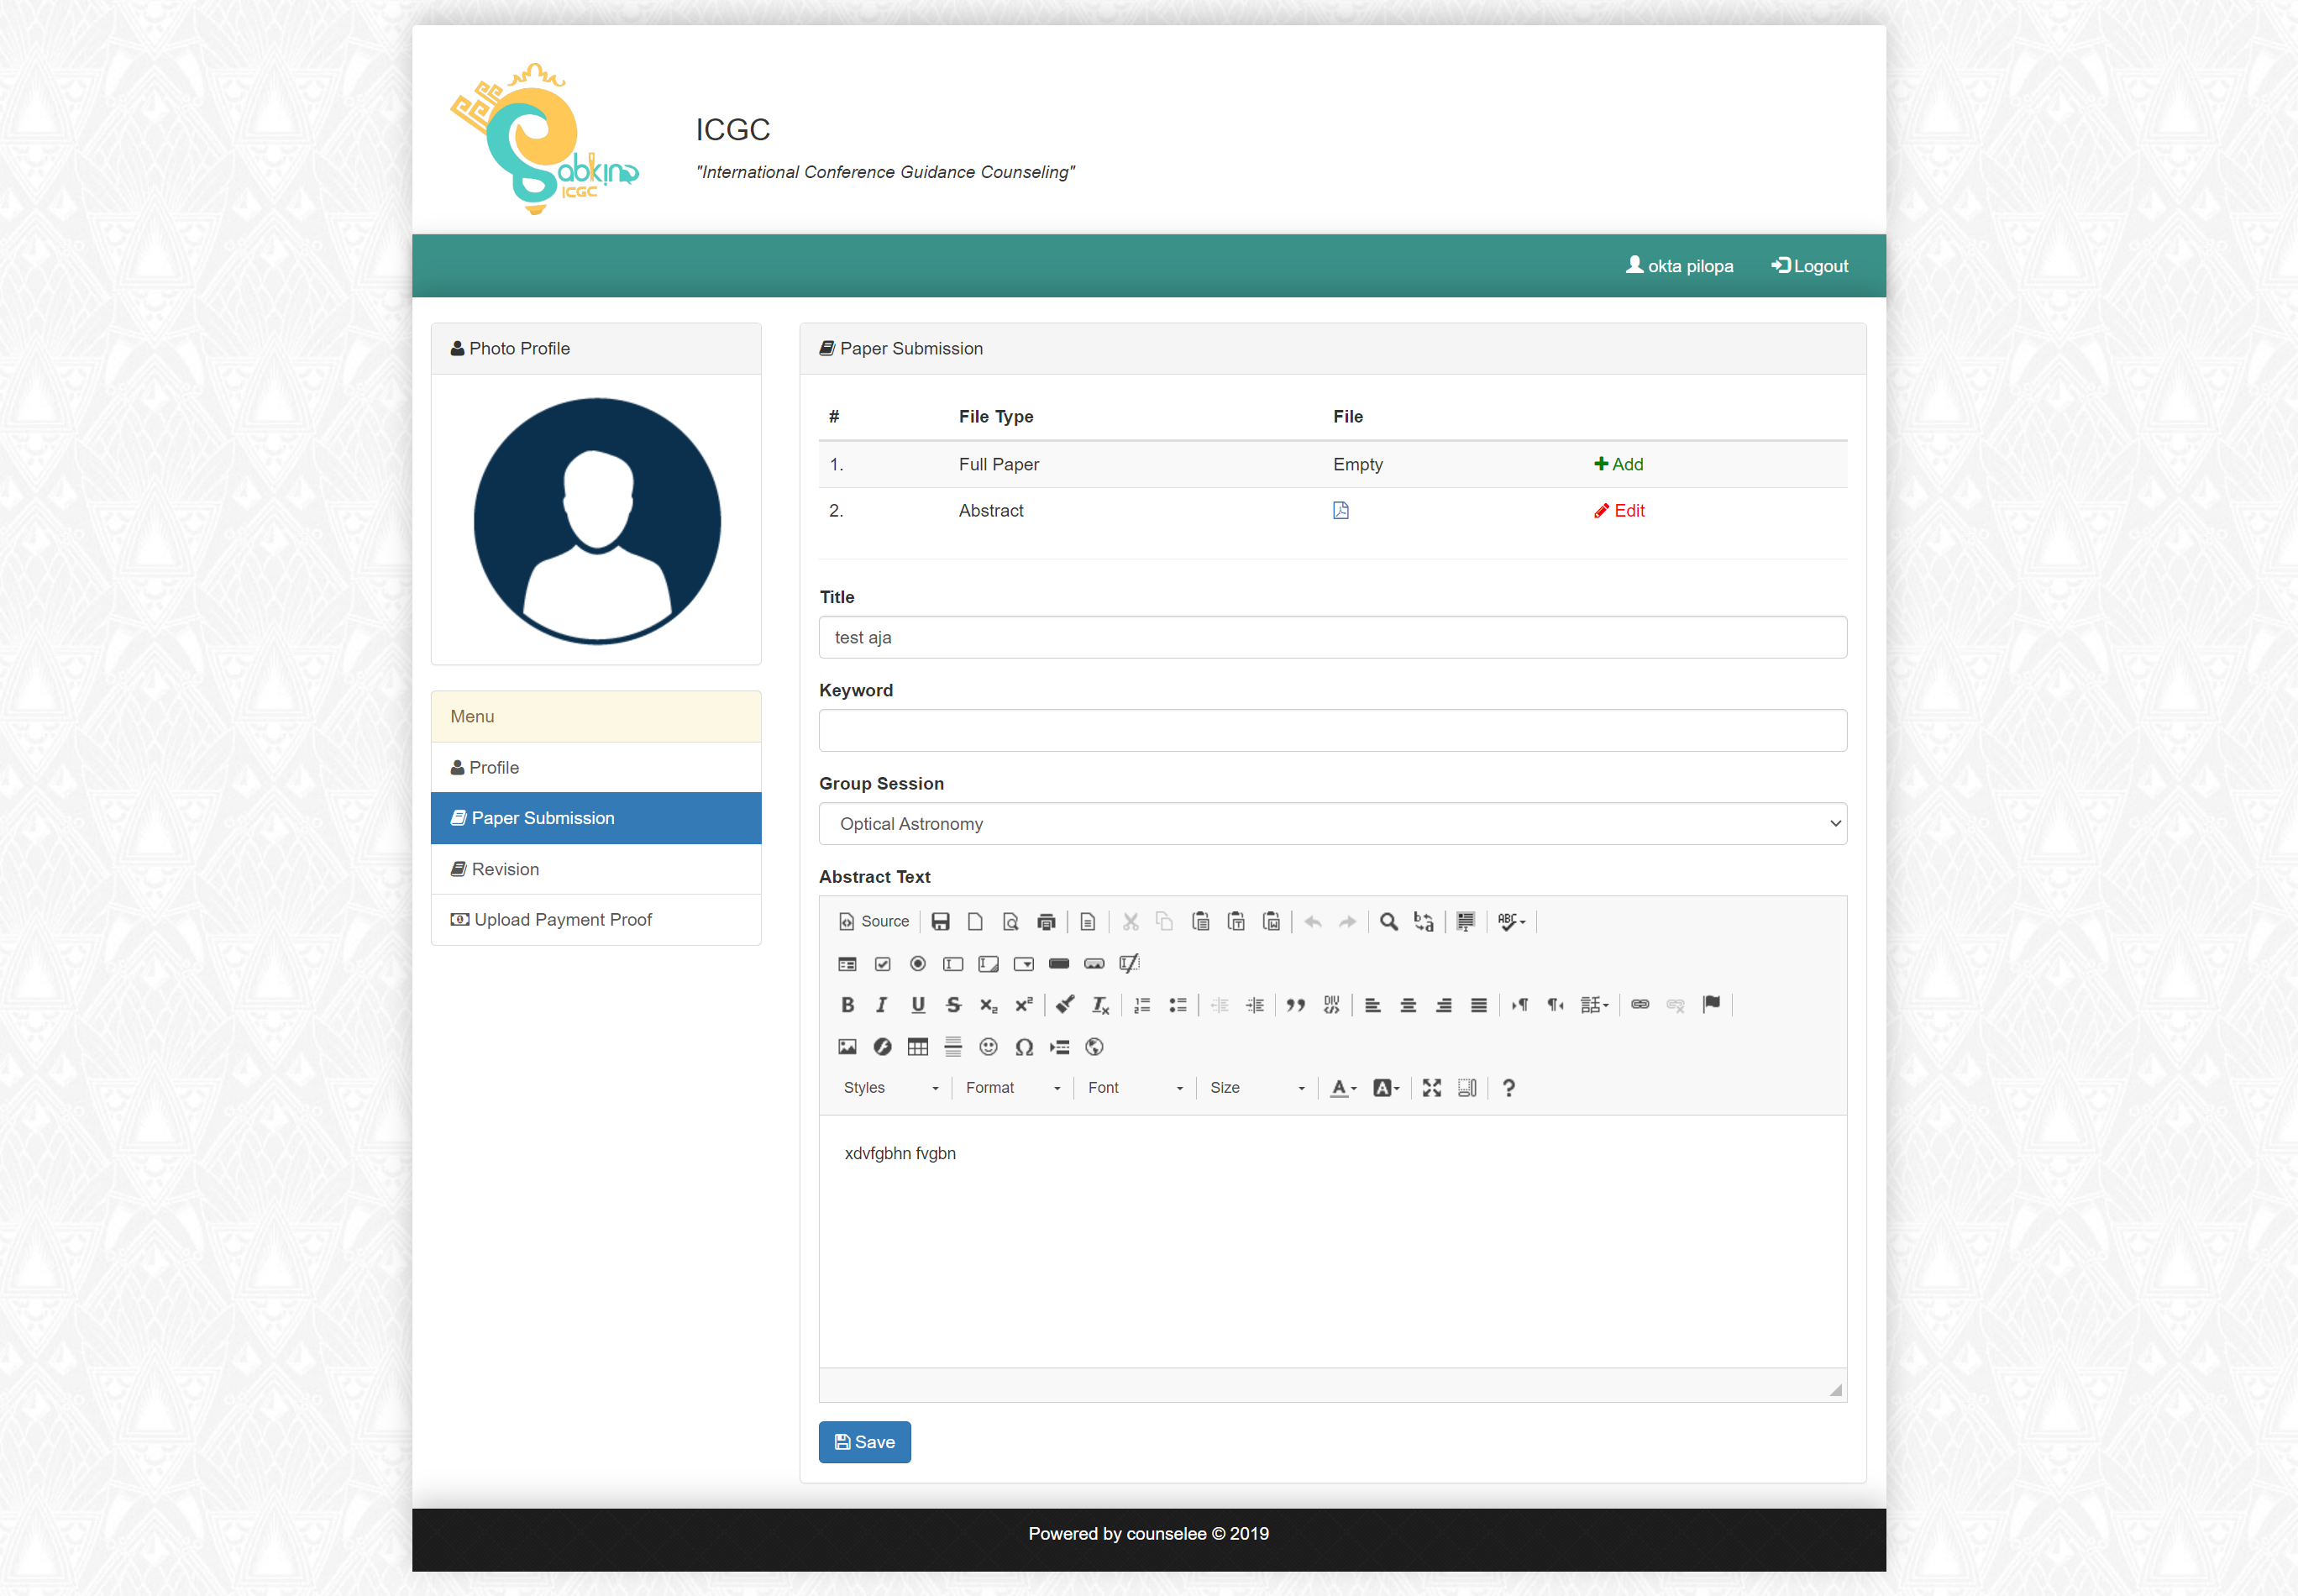 abkin
ICGC
ICGC
"International Conference Guidance Counseling"
okta pilopa Logout
Photo Profile
Menu
Profile
Paper Submission
Revision
Upload Payment Proof
Paper Submission
# File Type File
1. Full Paper Empty Add
2. Abstract Edit
Title
test aja
Keyword
Group Session
Optical Astronomy
Abstract Text
Source
ABC
Styles Format Font Size
xdvfgbhn fvgbn
Save
Powered by counselee © 2019